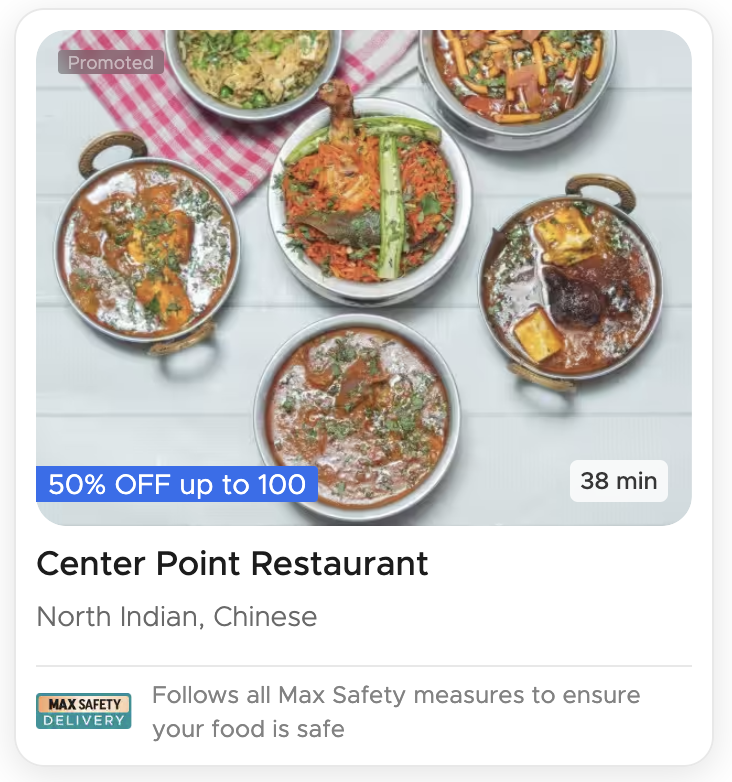 Promoted
50% OFF up to 100
38 min
Center Point Restaurant
North Indian, Chinese
MAX SAFETY
DELIVERY
Follows all Max Safety measures to ensure
your food is safe